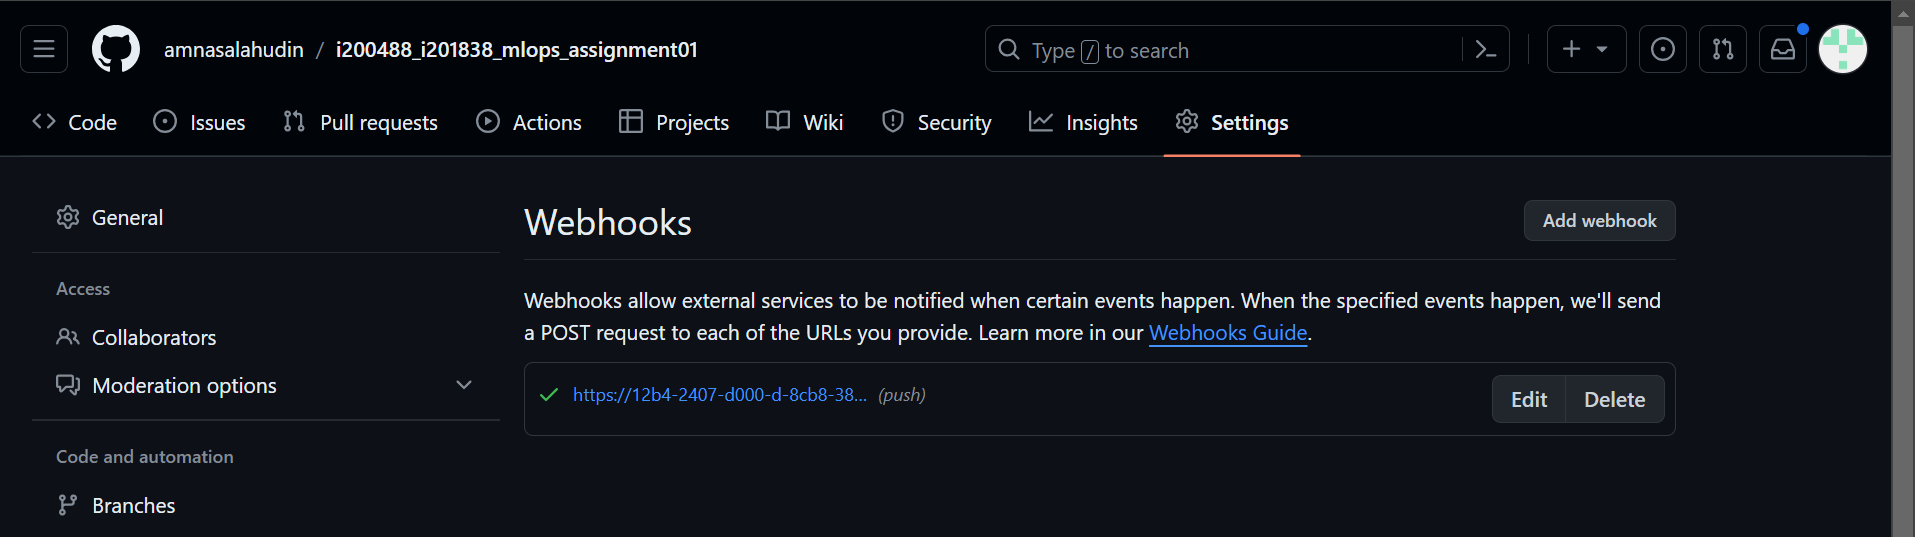 amnasalahudin / i200488_i201838_mlops_assignment01
Type / to search
Code Issues Pull requests Actions Projects Wiki Security Insights Settings
General
Access
Collaborators
Moderation options
Code and automation
Branches
Webhooks
Add webhook
Webhooks allow external services to be notified when certain events happen. When the specified events happen, we'll send
a POST request to each of the URLs you provide. Learn more in our Webhooks Guide.
https://12b4-2407-d000-d-8cb8-38... (push)
Edit Delete